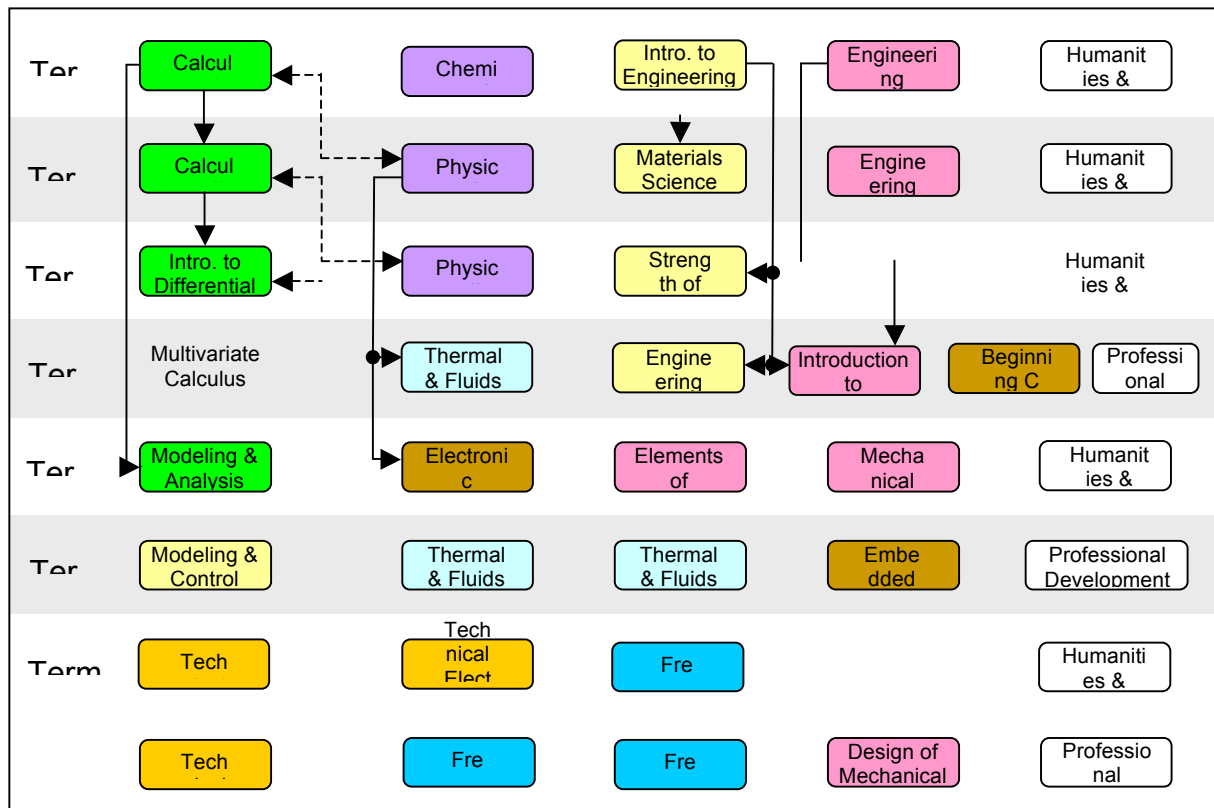 Ter
Calcul
Chemi
Intro. to
Engineering
Engineeri
ng
Humanit
ies &
Ter
Calcul
Physic
Materials
Science
Engine
ering
Humanit
ies &
Ter
Intro. to
Differential
Physic
Streng
th of
Humanit
ies &
Ter
Multivariate
Calculus
Thermal
& Fluids
Engine
ering
Introduction
to
Beginni
ng C
Professi
onal
Ter
Modeling &
Analysis
Electroni
c
Elements
of
Mecha
nical
Humanit
ies &
Ter
Modeling &
Control
Thermal
& Fluids
Thermal
& Fluids
Embe
dded
Professional
Development
Term
Tech
Tech
nical
Elect
Fre
Humaniti
es &
Tech
Fre
Fre
Design of
Mechanical
Professio
nal